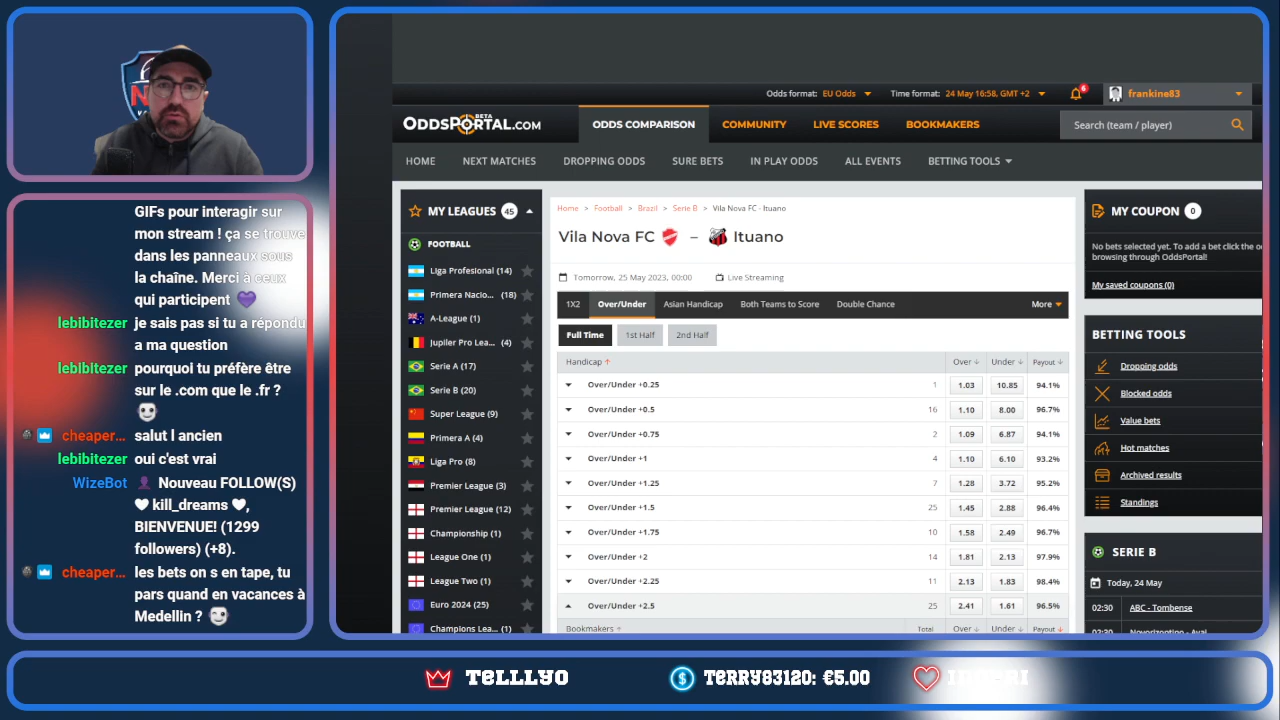 GIFs pour interagir sur
mon stream ! ça se trouve
dans les panneaux sous
la chaîne. Merci à ceux
qui participent
lebibitezer je sais pas si tu a répondu
a ma question
lebibitezer pourquoi tu préfère être
sur le .com que le .fr ?
cheaper... salut l ancien
lebibitezer oui c'est vrai
WizeBot Nouveau FOLLOW(S)
kill_dreams ,
BIENVENUE! (1299
followers) (+8).
cheaper... les bets on s en tape, tu
pars quand en vacances à
Medellin ?
Odds format: EU Odds Time format: 24 May 16:58, GMT +2 6 frankine83
ODDSPORTAL.COM BETA ODDS COMPARISON COMMUNITY LIVE SCORES BOOKMAKERS Search (team / player)
HOME NEXT MATCHES DROPPING ODDS SURE BETS IN PLAY ODDS ALL EVENTS BETTING TOOLS
MY LEAGUES 45
FOOTBALL
Liga Profesional (14)
Primera Nacio... (18)
A-League (1)
Jupiler Pro Lea... (4)
Serie A (17)
Serie B (20)
Super League (9)
Primera A (4)
Liga Pro (8)
Premier League (3)
Premier League (12)
Championship (1)
League One (1)
League Two (1)
Euro 2024 (25)
Champions Lea... (1)
Home > Football > Brazil > Serie B > Vila Nova FC - Ituano
Vila Nova FC – Ituano
Tomorrow, 25 May 2023, 00:00 Live Streaming
1X2 Over/Under Asian Handicap Both Teams to Score Double Chance More
Full Time 1st Half 2nd Half
Handicap Over Under Payout
Over/Under +0.25 1 1.03 10.85 94.1%
Over/Under +0.5 16 1.10 8.00 96.7%
Over/Under +0.75 2 1.09 6.87 94.1%
Over/Under +1 4 1.10 6.10 93.2%
Over/Under +1.25 7 1.28 3.72 95.2%
Over/Under +1.5 25 1.45 2.88 96.4%
Over/Under +1.75 10 1.58 2.49 96.7%
Over/Under +2 14 1.81 2.13 97.9%
Over/Under +2.25 11 2.13 1.83 98.4%
Over/Under +2.5 25 2.41 1.61 96.5%
Bookmakers Total Over Under Payout
MY COUPON 0
No bets selected yet. To add a bet click the o
browsing through OddsPortal!
My saved coupons (0)
BETTING TOOLS
Dropping odds
Blocked odds
Value bets
Hot matches
Archived results
Standings
SERIE B
Today, 24 May
02:30 ABC - Tombense
02:30 Novorizontino - Avai
TELLLYO TERRY83120: €5.00